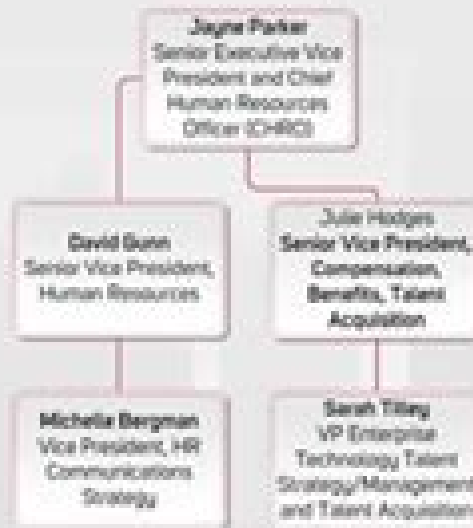 Jayne Parker
Senior Executive Vice
President and Chief
Human Resources
Officer (CHRO)
David Gunn
Senior Vice President,
Human Resources
Julie Hodges
Senior Vice President,
Compensation,
Benefits, Talent
Acquisition
Michelle Bergman
Vice President, HR
Communications
Strategy
Sarah Tilley
VP Enterprise
Technology Talent
Strategy/Management
and Talent Acquisition